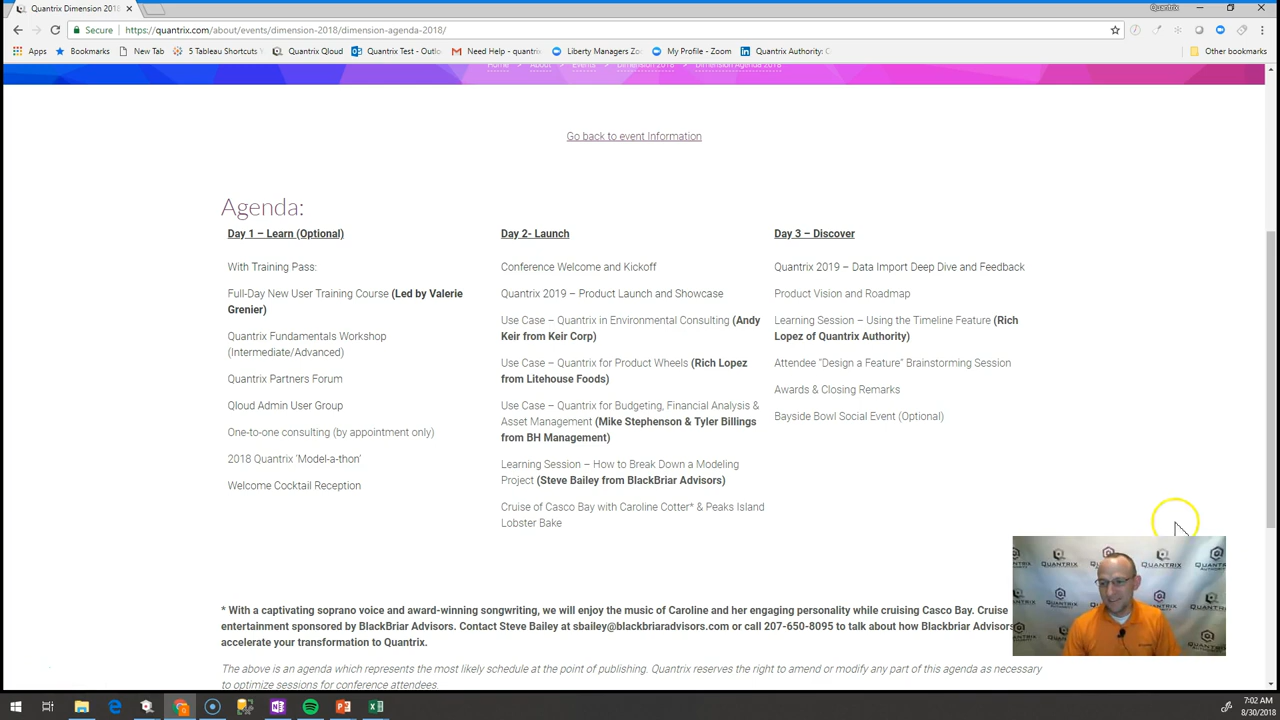 Quantrix Dimension 2018
Quantrix
Secure
https://quantrix.com/about/events/dimension-2018/dimension-agenda-2018/
Apps
Bookmarks
New Tab
5 Tableau Shortcuts
Quantrix Qloud
Quantrix Test - Outlo
Need Help - quantrix
Liberty Managers Zo
My Profile - Zoom
Quantrix Authority: C
Other bookmarks
Home > About > Events > Dimension 2018 > Dimension Agenda 2018
Go back to event Information
Agenda:
Day 1 – Learn (Optional)
With Training Pass:
Full-Day New User Training Course (Led by Valerie
Grenier)
Quantrix Fundamentals Workshop
(Intermediate/Advanced)
Quantrix Partners Forum
Qloud Admin User Group
One-to-one consulting (by appointment only)
2018 Quantrix ‘Model-a-thon’
Welcome Cocktail Reception
Day 2- Launch
Conference Welcome and Kickoff
Quantrix 2019 – Product Launch and Showcase
Use Case – Quantrix in Environmental Consulting (Andy
Keir from Keir Corp)
Use Case – Quantrix for Product Wheels (Rich Lopez
from Litehouse Foods)
Use Case – Quantrix for Budgeting, Financial Analysis &
Asset Management (Mike Stephenson & Tyler Billings
from BH Management)
Learning Session – How to Break Down a Modeling
Project (Steve Bailey from BlackBriar Advisors)
Cruise of Casco Bay with Caroline Cotter* & Peaks Island
Lobster Bake
Day 3 – Discover
Quantrix 2019 – Data Import Deep Dive and Feedback
Product Vision and Roadmap
Learning Session – Using the Timeline Feature (Rich
Lopez of Quantrix Authority)
Attendee “Design a Feature” Brainstorming Session
Awards & Closing Remarks
Bayside Bowl Social Event (Optional)
* With a captivating soprano voice and award-winning songwriting, we will enjoy the music of Caroline and her engaging personality while cruising Casco Bay. Cruise
entertainment sponsored by BlackBriar Advisors. Contact Steve Bailey at sbailey@blackbriaradvisors.com or call 207-650-8095 to talk about how Blackbriar Advisors
accelerate your transformation to Quantrix.
The above is an agenda which represents the most likely schedule at the point of publishing. Quantrix reserves the right to amend or modify any part of this agenda as necessary
to optimize sessions for conference attendees.
QUANTRIX
QUANTRIX
7:02 AM
8/30/2018